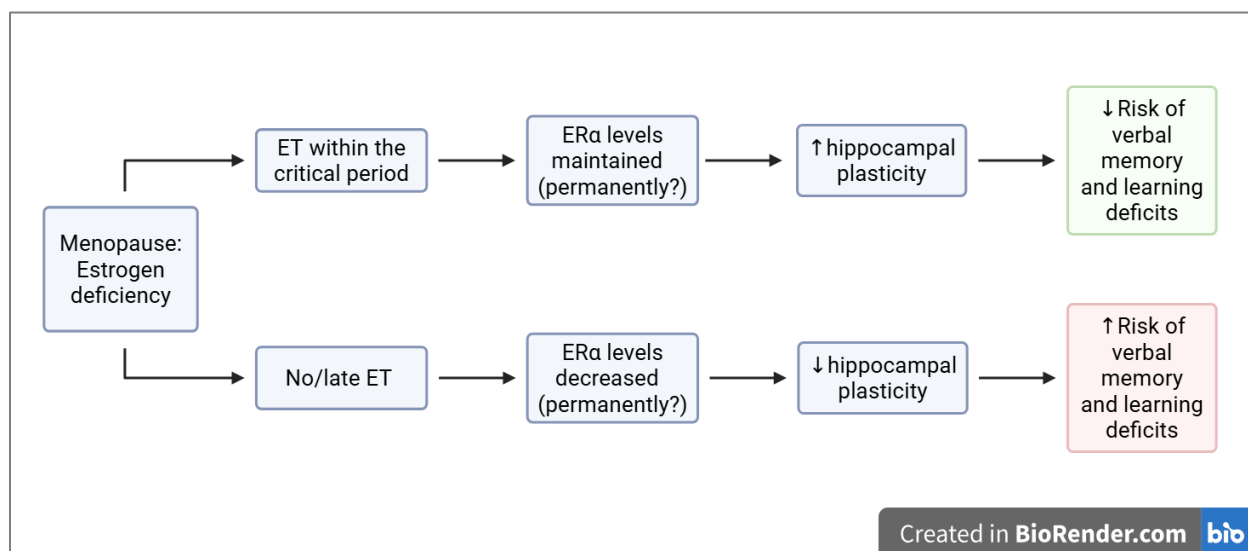 Menopause:
Estrogen
deficiency
ET within the
critical period
ERα levels
maintained
(permanently?)
↑hippocampal
plasticity
↓Risk of
verbal
memory
and learning
deficits
No/late ET
ERα levels
decreased
(permanently?)
↓hippocampal
plasticity
↑Risk of
verbal
memory
and learning
deficits
Created in BioRender.com bio